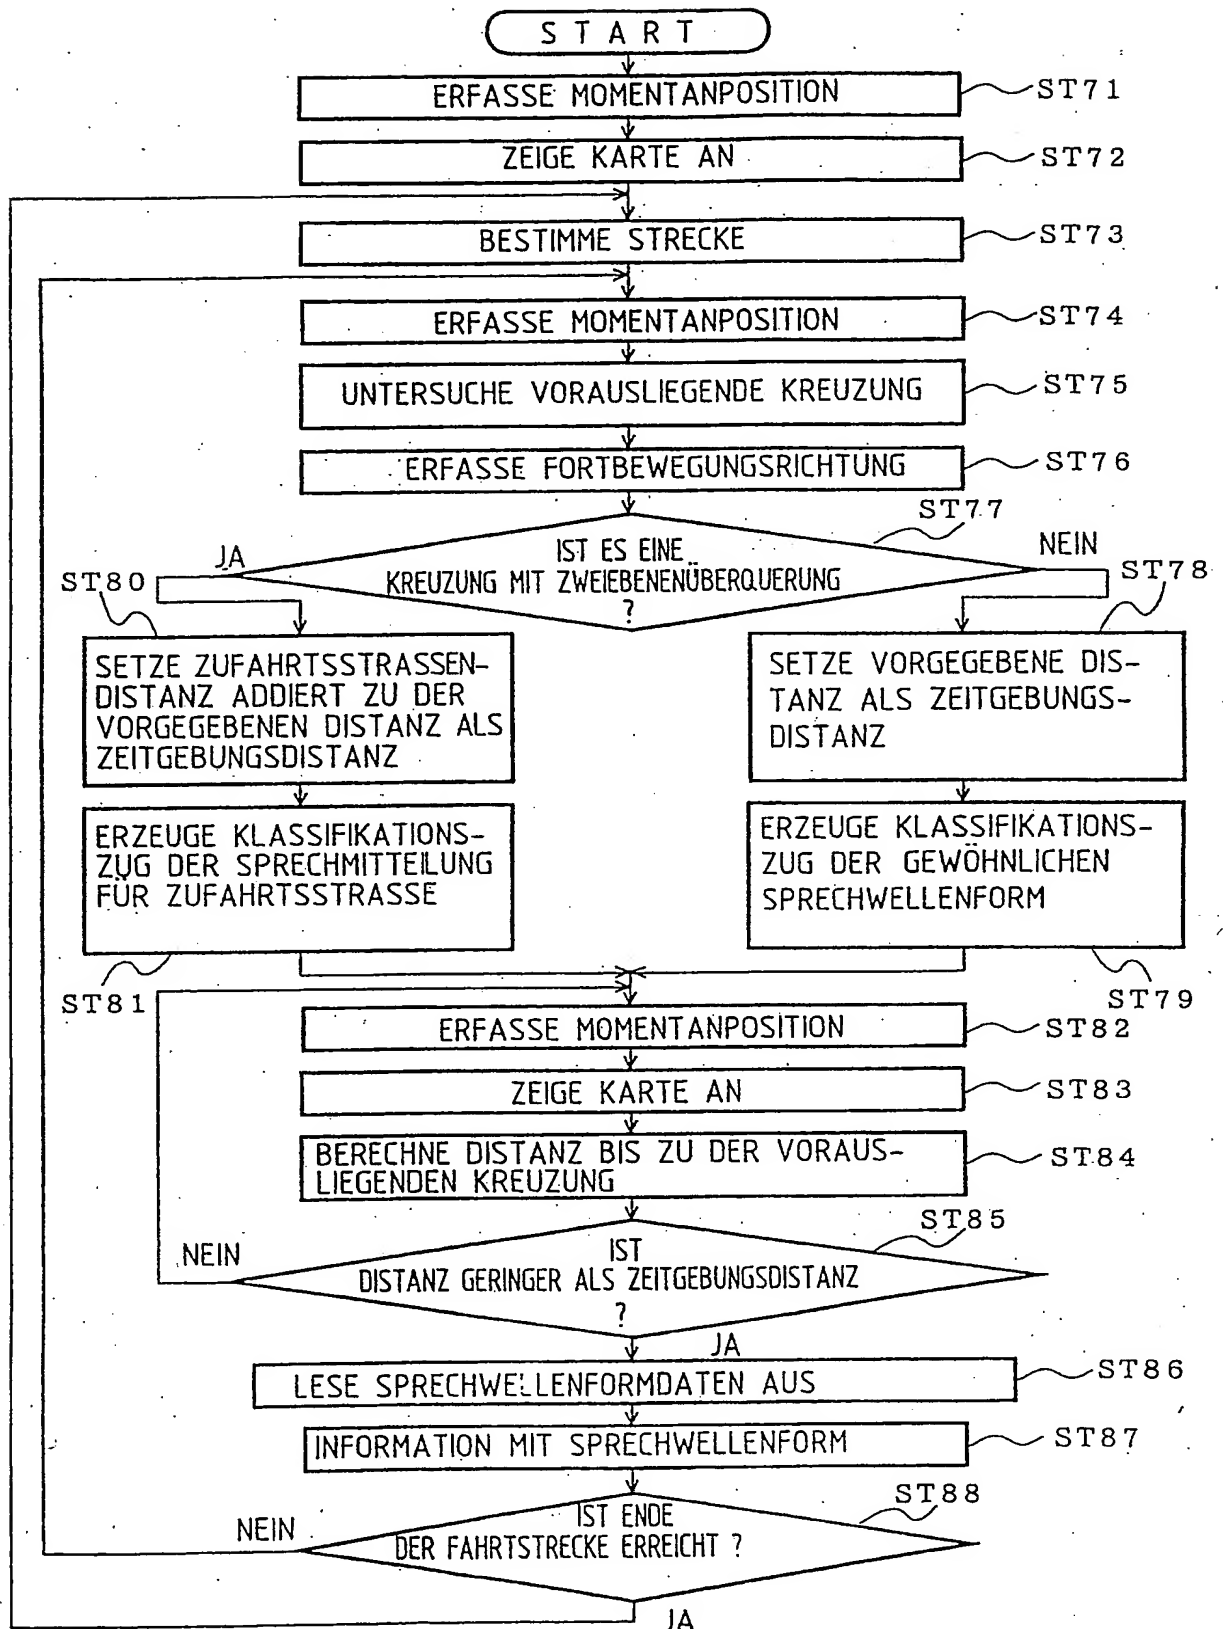 START
ERFASSE MOMENTANPOSITION
ST71
ZEIGE KARTE AN
ST72
BESTIMME STRECKE
ST73
ERFASSE MOMENTANPOSITION
ST74
UNTERSUCHE VORAUSLIEGENDE KREUZUNG
ST75
ERFASSE FORTBEWEGUNGSRICHTUNG
ST76
ST77
JA
IST ES EINE
KREUZUNG MIT ZWEIEBENENÜBERQUERUNG
?
NEIN
ST80
ST78
SETZE ZUFAHRTSSTRASSEN-
DISTANZ ADDIERT ZU DER
VORGEGEBENEN DISTANZ ALS
ZEITGEBUNGSDISTANZ
SETZE VORGEGEBENE DIS-
TANZ ALS ZEITGEBUNGS-
DISTANZ
ERZEUGE KLASSIFIKATIONS-
ZUG DER SPRECHMITTEILUNG
FÜR ZUFAHRTSSTRASSE
ERZEUGE KLASSIFIKATIONS-
ZUG DER GEWÖHNLICHEN
SPRECHWELLENFORM
ST81
ST79
ERFASSE MOMENTANPOSITION
ST82
ZEIGE KARTE AN
ST83
BERECHNE DISTANZ BIS ZU DER VORAUS-
LIEGENDEN KREUZUNG
ST84
ST85
NEIN
IST
DISTANZ GERINGER ALS ZEITGEBUNGSDISTANZ
?
JA
LESE SPRECHWELLENFORMDATEN AUS
ST86
INFORMATION MIT SPRECHWELLENFORM
ST87
ST88
NEIN
IST ENDE
DER FAHRTSTRECKE ERREICHT ?
JA